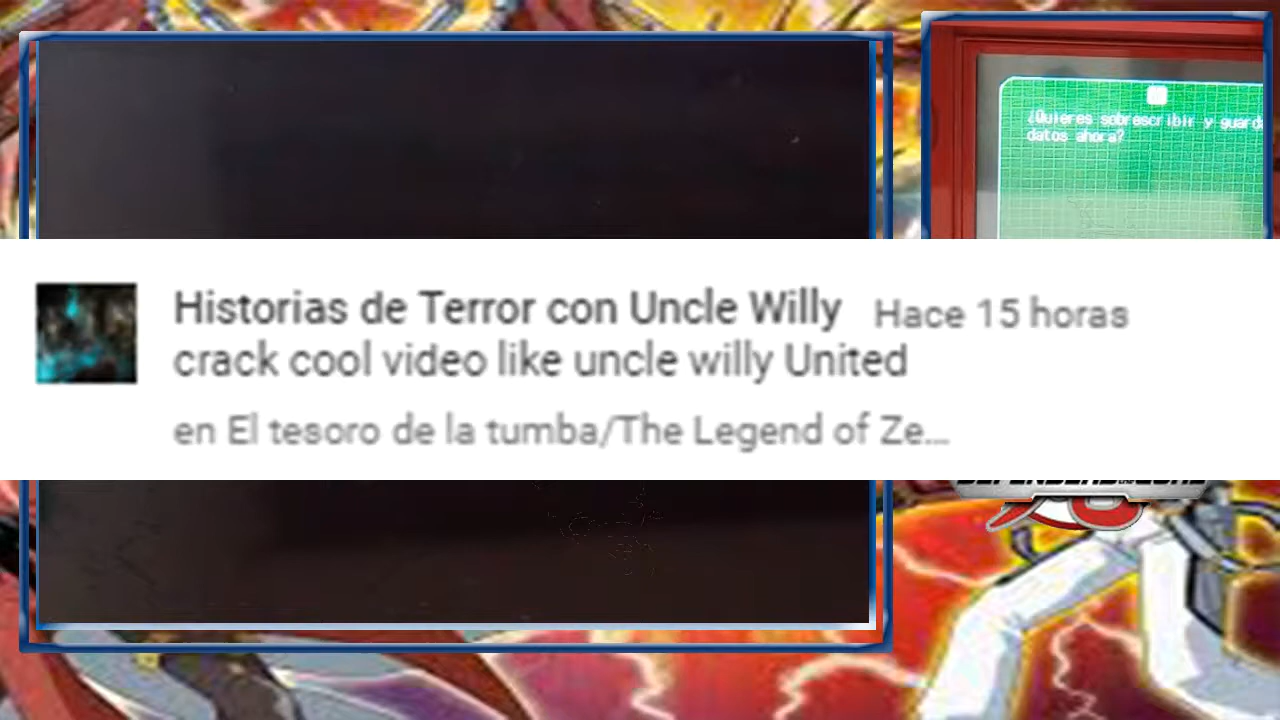 ¿Quieres sobrescribir y guard
datos ahora?
Historias de Terror con Uncle Willy Hace 15 horas
crack cool video like uncle willy United
en El tesoro de la tumba/The Legend of Ze...